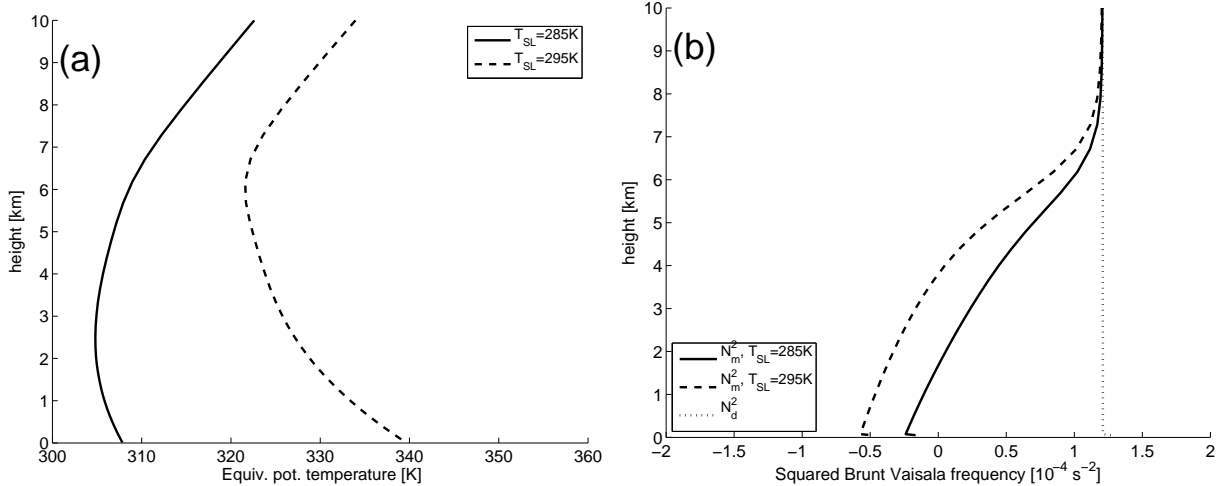 (a)
T_SL=285K
T_SL=295K
10
9
8
7
6
5
4
3
2
1
0
height [km]
300 310 320 330 340 350 360
Equiv. pot. temperature [K]
(b)
10
9
8
7
6
5
4
3
2
1
0
height [km]
N_m^2, T_SL=285K
N_m^2, T_SL=295K
N_d^2
−2 −1.5 −1 −0.5 0 0.5 1 1.5 2
Squared Brunt Vaisala frequency [10^-4 s^-2]